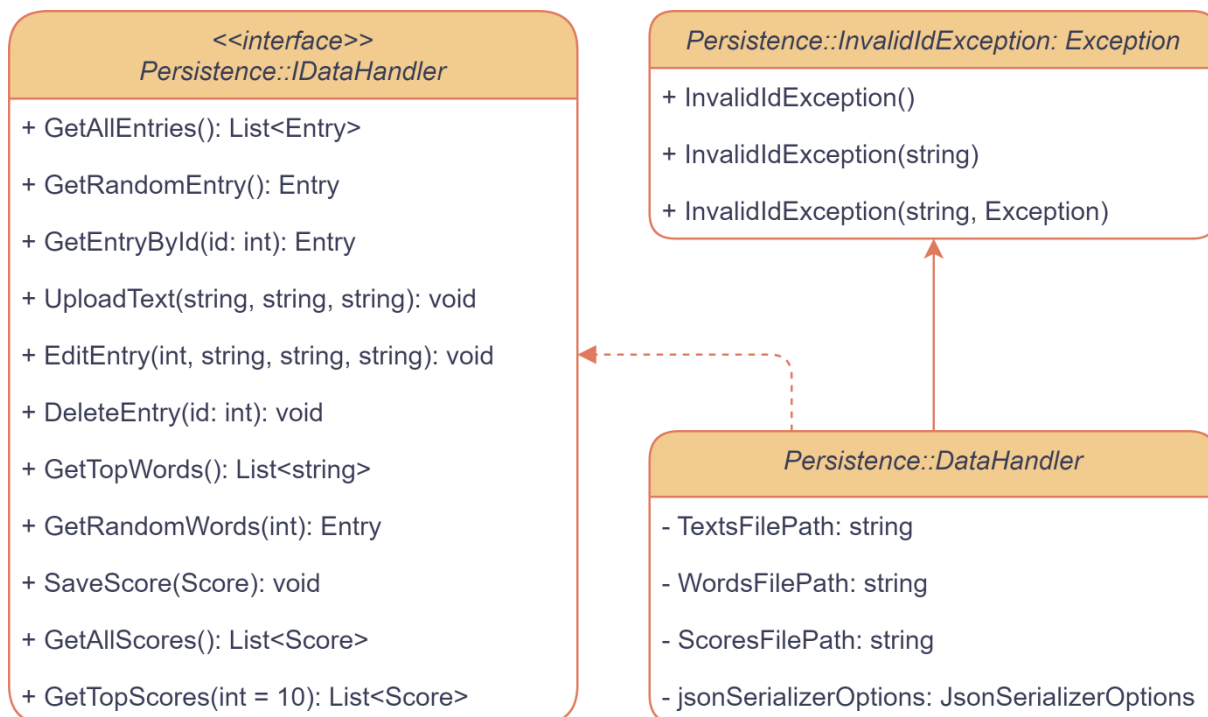 <<interface>>
Persistence::IDataHandler
+ GetAllEntries(): List<Entry>
+ GetRandomEntry(): Entry
+ GetEntryById(id: int): Entry
+ UploadText(string, string, string): void
+ EditEntry(int, string, string, string): void
+ DeleteEntry(id: int): void
+ GetTopWords(): List<string>
+ GetRandomWords(int): Entry
+ SaveScore(Score): void
+ GetAllScores(): List<Score>
+ GetTopScores(int = 10): List<Score>
Persistence::InvalidIdException: Exception
+ InvalidIdException()
+ InvalidIdException(string)
+ InvalidIdException(string, Exception)
Persistence::DataHandler
- TextsFilePath: string
- WordsFilePath: string
- ScoresFilePath: string
- jsonSerializerOptions: JsonSerializerOptions